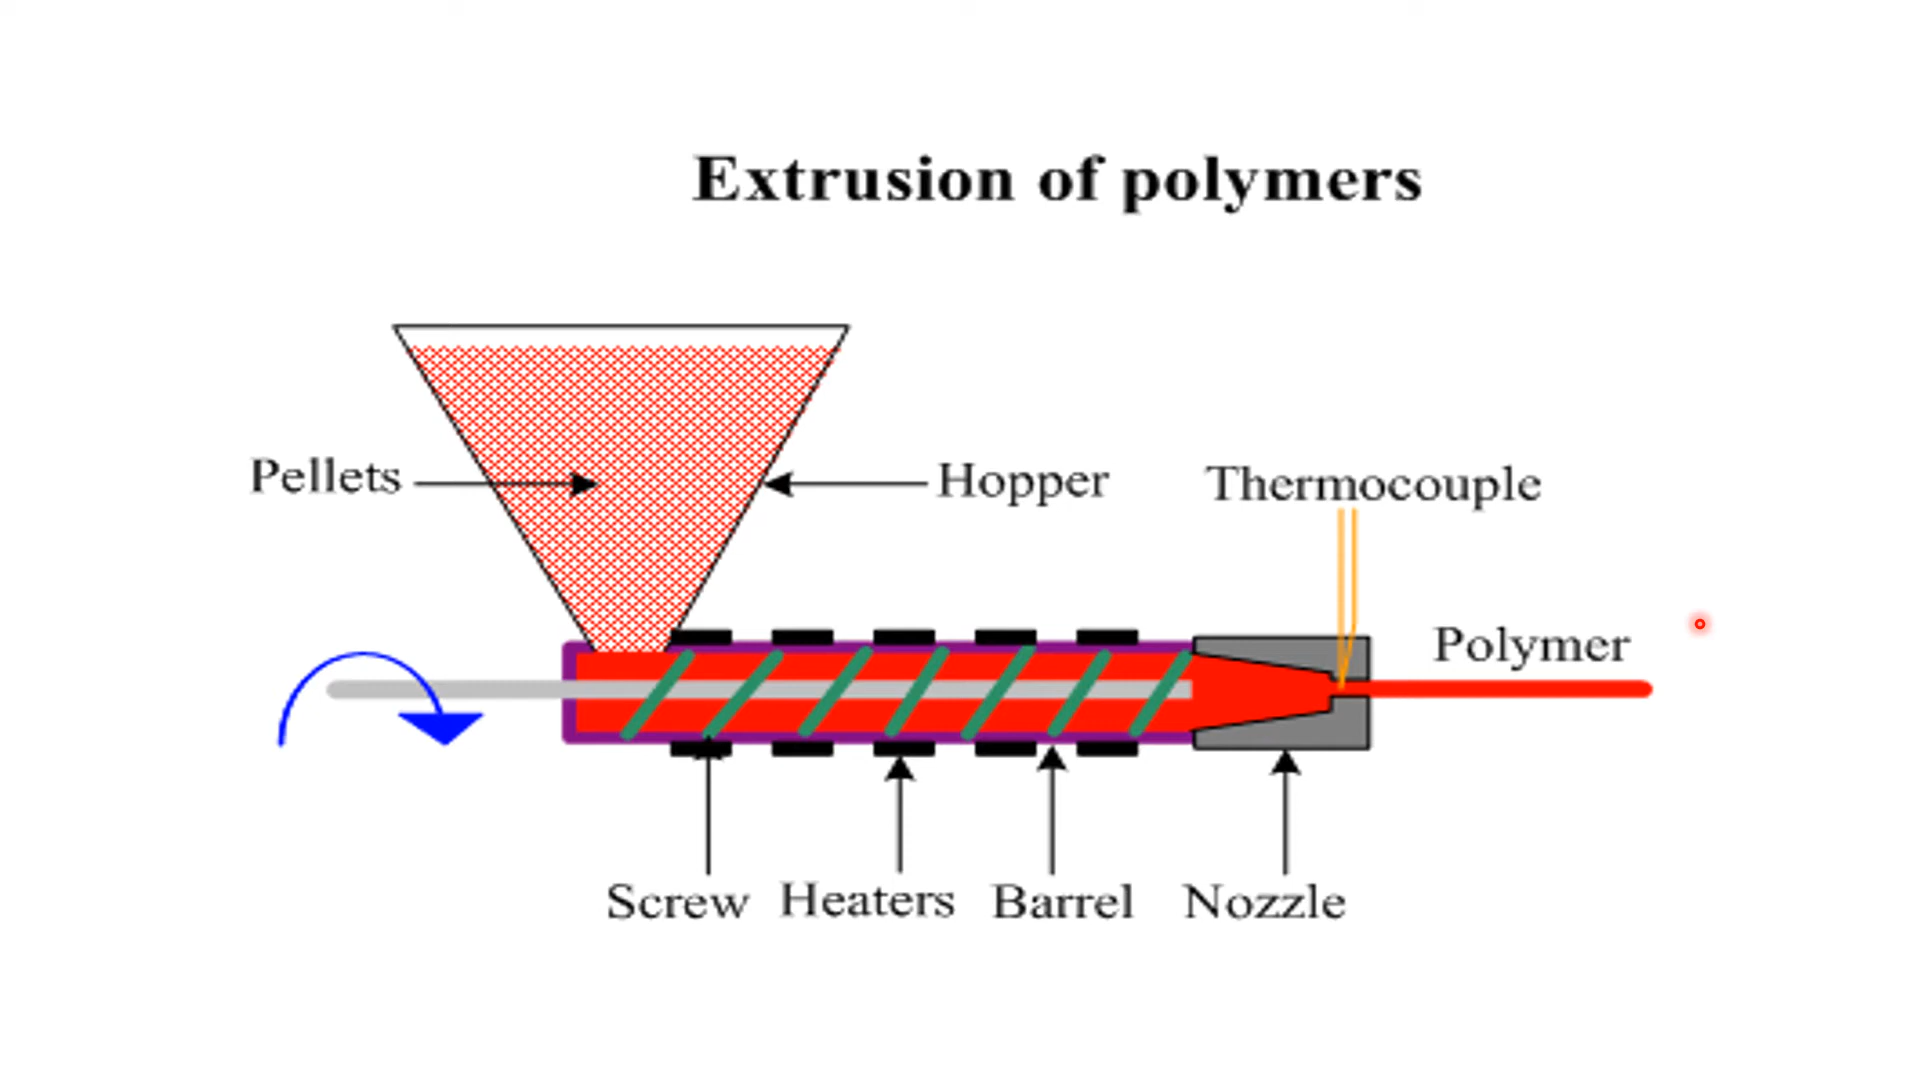 Extrusion of polymers
Pellets
Hopper
Thermocouple
Polymer
Screw
Heaters
Barrel
Nozzle